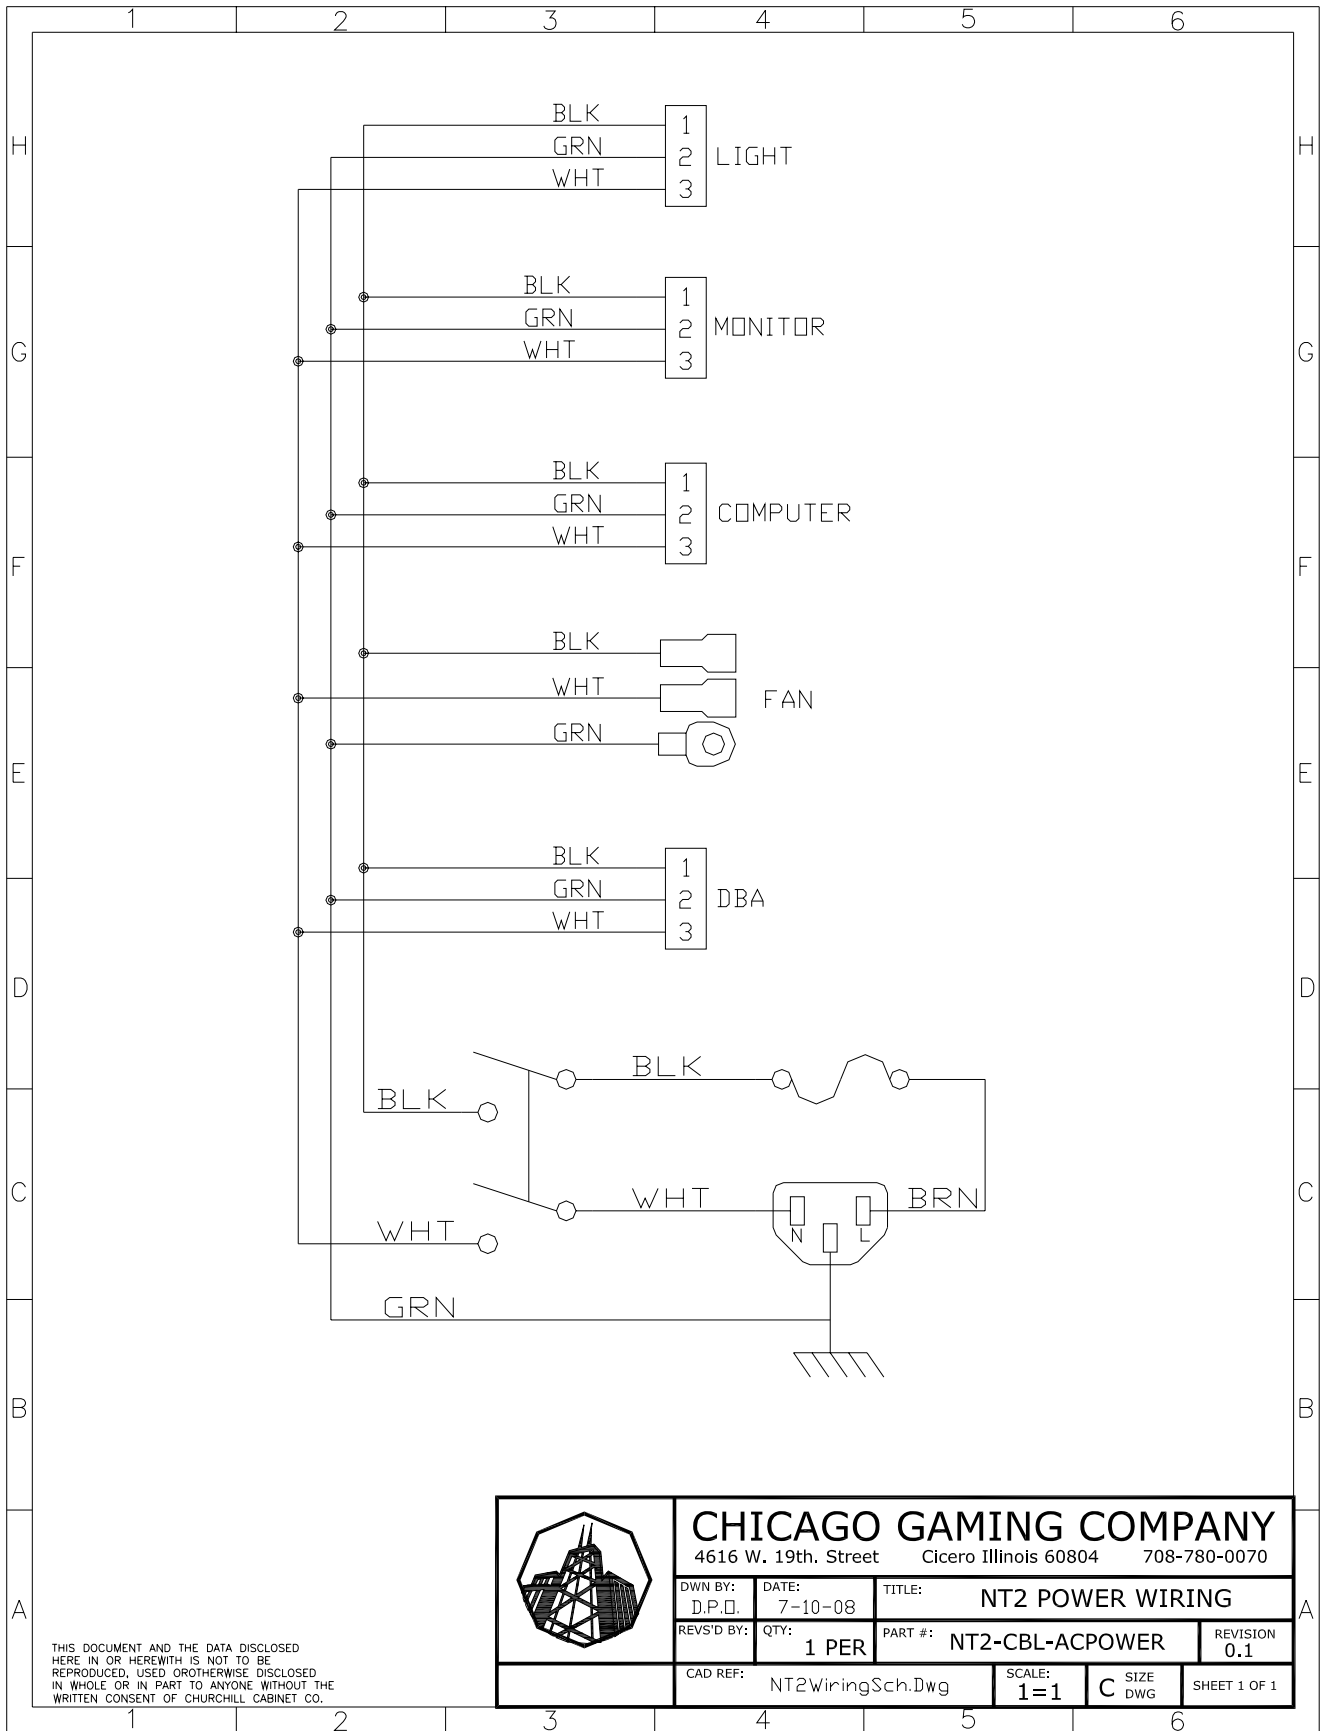 1 2 3 4 5 6
H H
BLK
GRN
WHT
1
2
3
LIGHT
G G
BLK
GRN
WHT
1
2
3
MONITOR
F F
BLK
GRN
WHT
1
2
3
COMPUTER
E E
BLK
WHT
GRN
FAN
D D
BLK
GRN
WHT
1
2
3
DBA
BLK
BLK
C C
WHT
N
L
BRN
WHT
GRN
B B
A A
CHICAGO GAMING COMPANY
4616 W. 19th. Street Cicero Illinois 60804 708-780-0070
DWN BY:
D.P.O.
DATE:
7-10-08
TITLE:
NT2 POWER WIRING
REVS'D BY:
QTY:
1 PER
PART #:
NT2-CBL-ACPOWER
REVISION
0.1
CAD REF:
NT2WiringSch.Dwg
SCALE:
1=1
C SIZE
DWG
SHEET 1 OF 1
THIS DOCUMENT AND THE DATA DISCLOSED
HERE IN OR HEREWITH IS NOT TO BE
REPRODUCED, USED OROTHERWISE DISCLOSED
IN WHOLE OR IN PART TO ANYONE WITHOUT THE
WRITTEN CONSENT OF CHURCHILL CABINET CO.
1 2 3 4 5 6